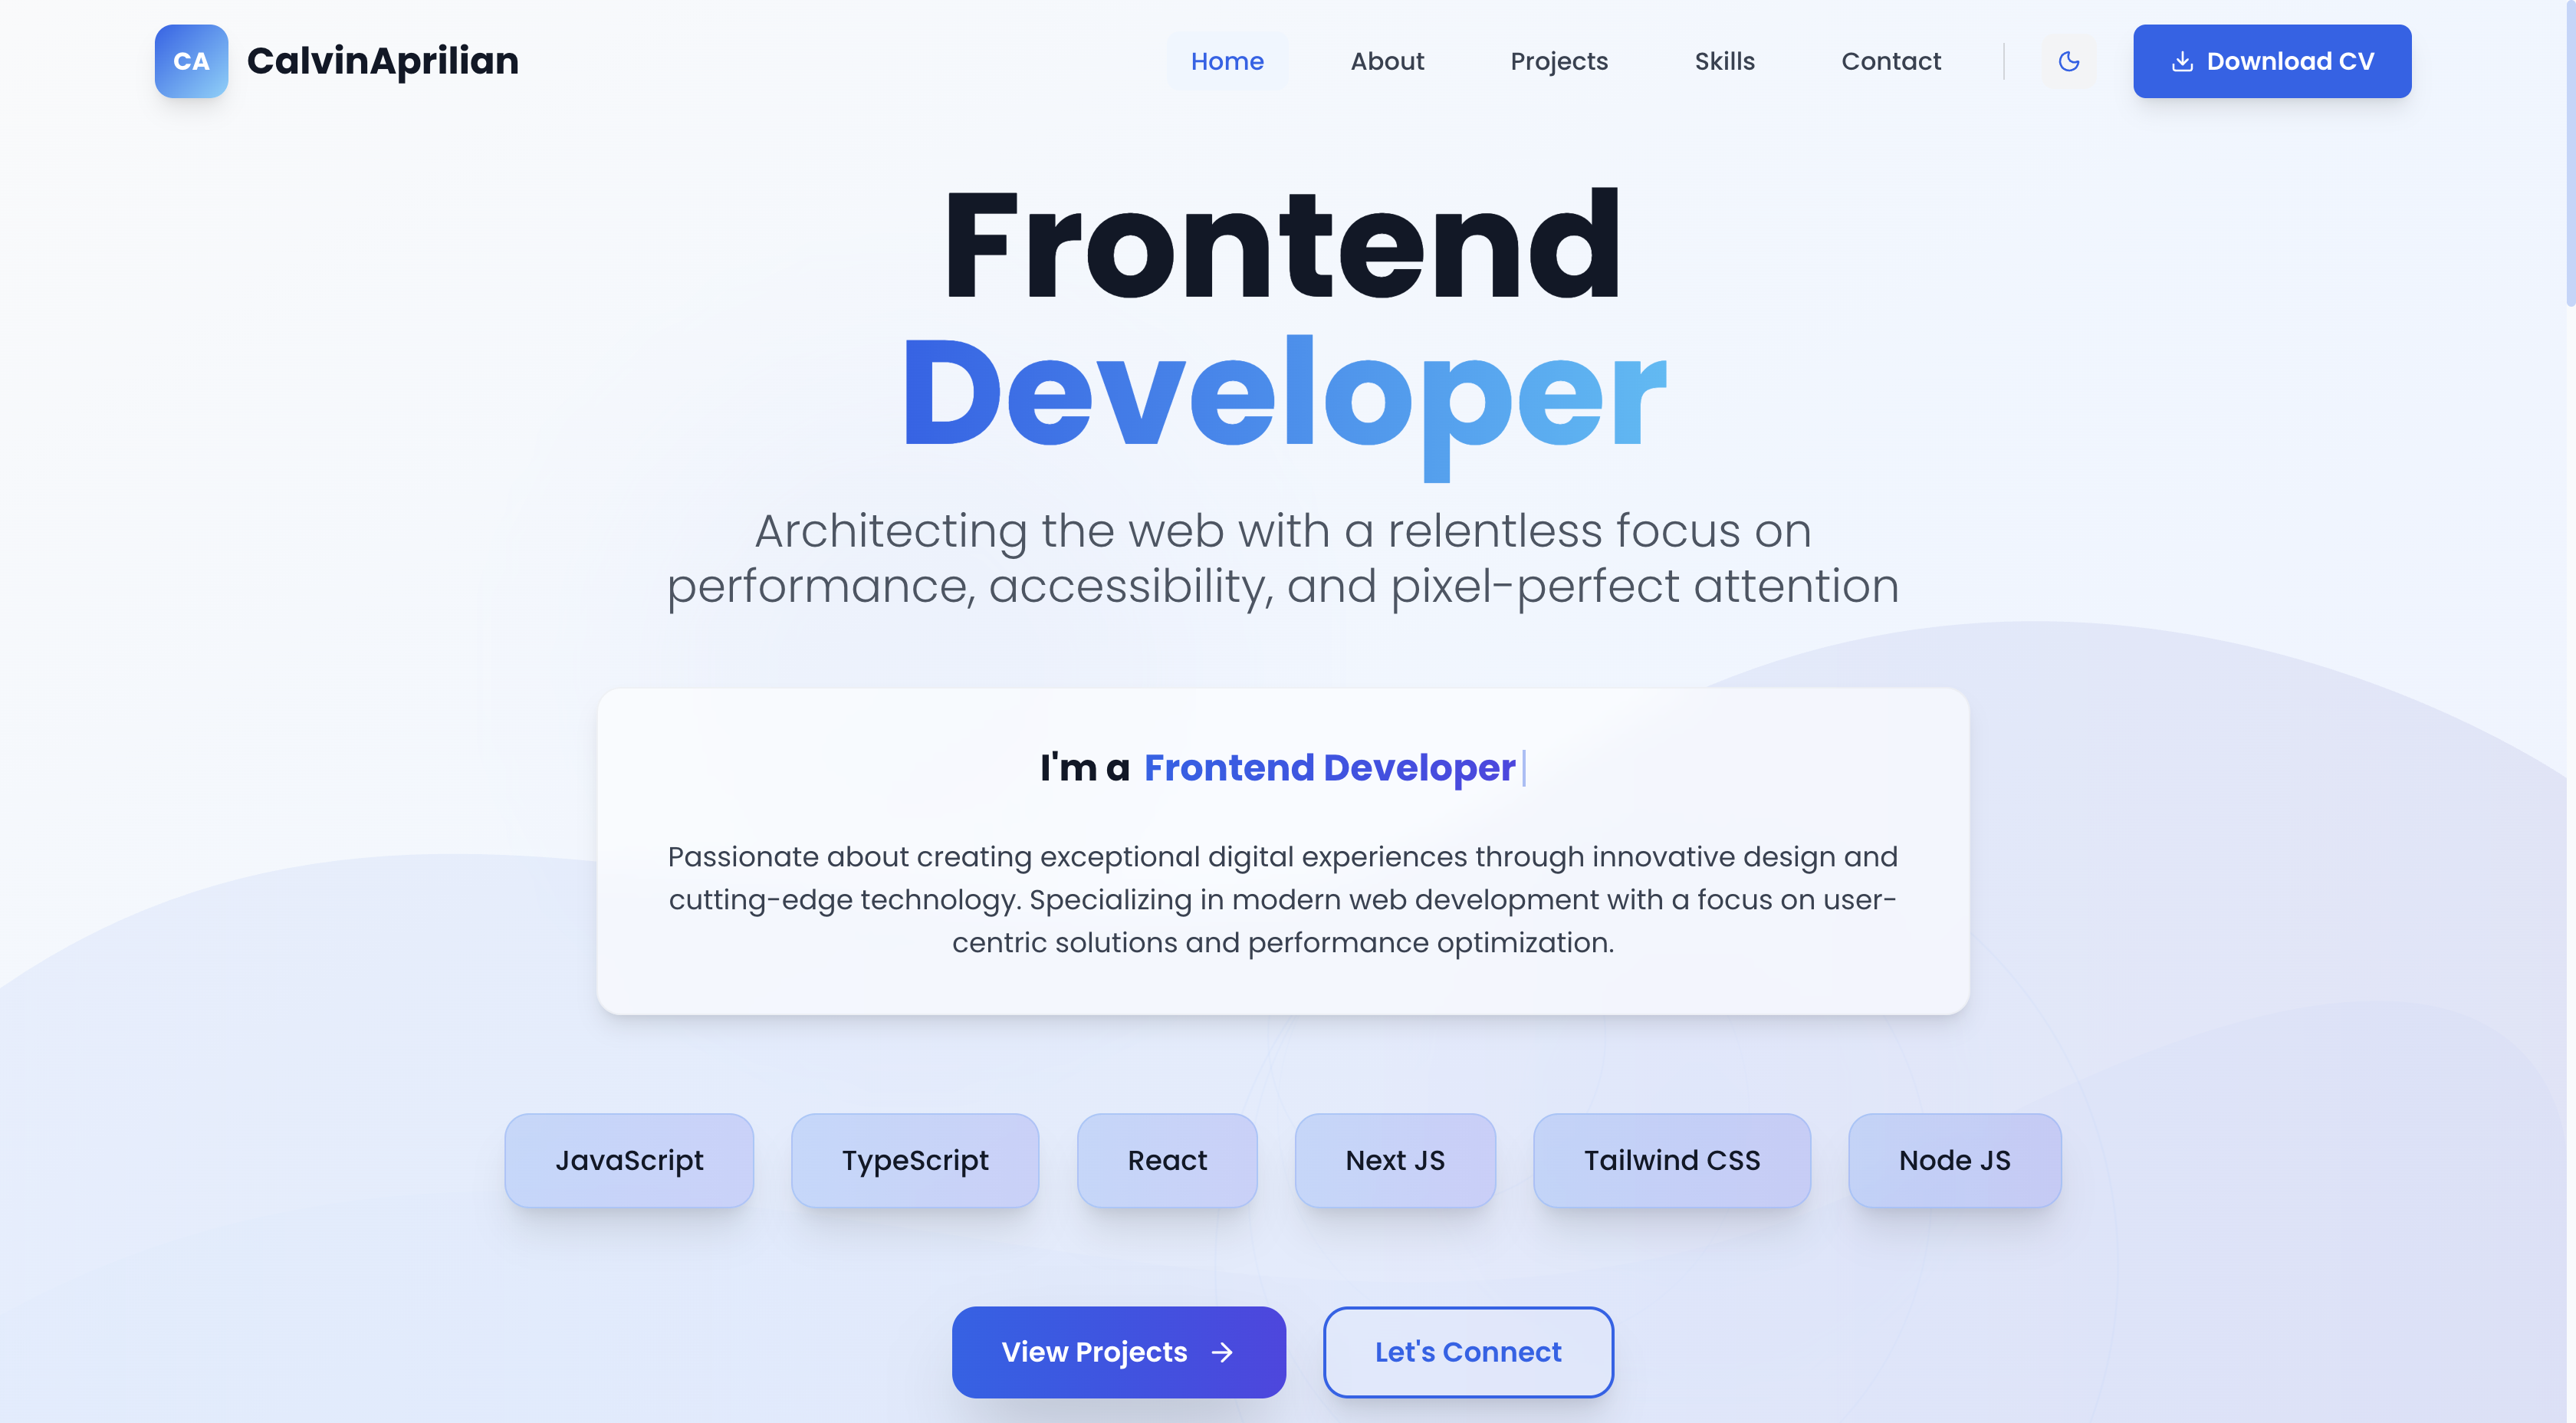 CA CalvinAprilian Home About Projects Skills Contact Download CV
Frontend
Developer
Architecting the web with a relentless focus on
performance, accessibility, and pixel-perfect attention
I'm a Frontend Developer
Passionate about creating exceptional digital experiences through innovative design and
cutting-edge technology. Specializing in modern web development with a focus on user-
centric solutions and performance optimization.
JavaScript TypeScript React Next JS Tailwind CSS Node JS
View Projects Let's Connect